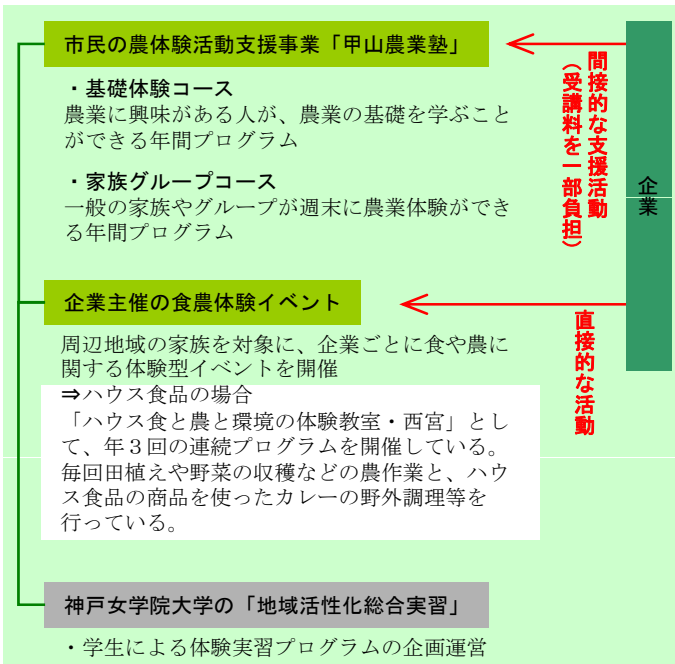 市民の農体験活動支援事業「甲山農業塾」
・基礎体験コース
農業に興味がある人が、農業の基礎を学ぶこと
ができる年間プログラム
・家族グループコース
一般の家族やグループが週末に農業体験ができ
る年間プログラム
間接的な支援活動
（受講料を一部負担）
企業
企業主催の食農体験イベント
周辺地域の家族を対象に、企業ごとに食や農に
関する体験型イベントを開催
⇒ハウス食品の場合
「ハウス食と農と環境の体験教室・西宮」とし
て、年３回の連続プログラムを開催している。
毎回田植えや野菜の収穫などの農作業と、ハウ
ス食品の商品を使ったカレーの野外調理等を
行っている。
直接的な活動
神戸女学院大学の「地域活性化総合実習」
・学生による体験実習プログラムの企画運営